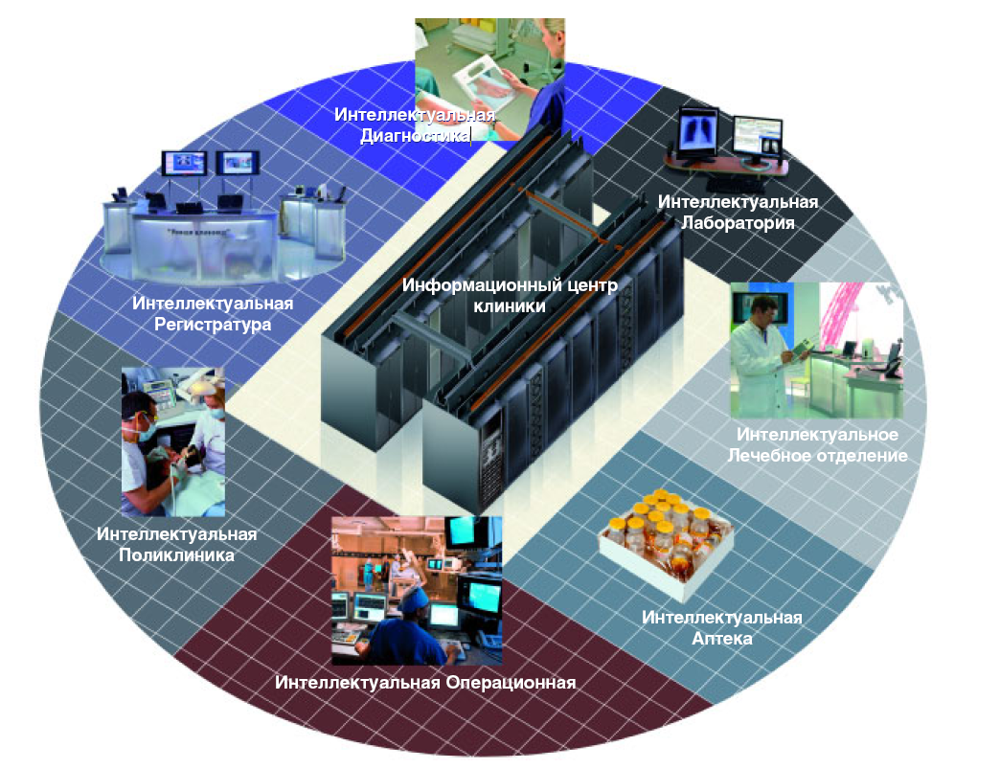 Интеллектуальная
Диагностика
Интеллектуальная
Лаборатория
Информационный центр
клиники
Интеллектуальная
Регистратура
Интеллектуальное
Лечебное отделение
Интеллектуальная
Поликлиника
Интеллектуальная
Аптека
Интеллектуальная Операционная